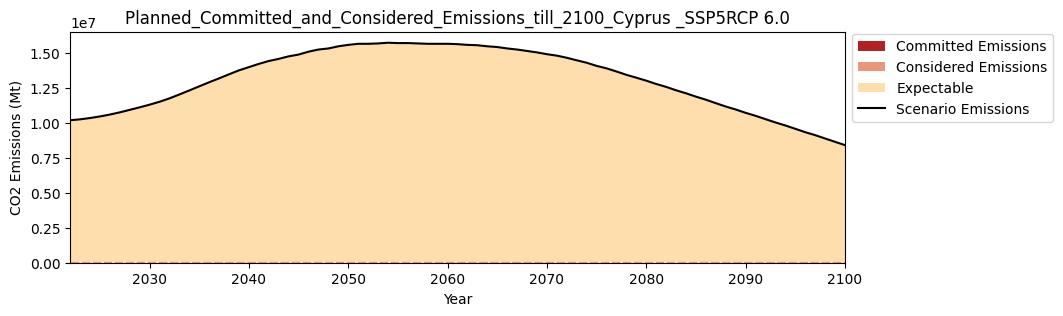 Planned_Committed_and_Considered_Emissions_till_2100_Cyprus _SSP5RCP 6.0
1e7
1.50
1.25
1.00
0.75
0.50
0.25
0.00
CO2 Emissions (Mt)
2030 2040 2050 2060 2070 2080 2090 2100
Year
Committed Emissions
Considered Emissions
Expectable
Scenario Emissions